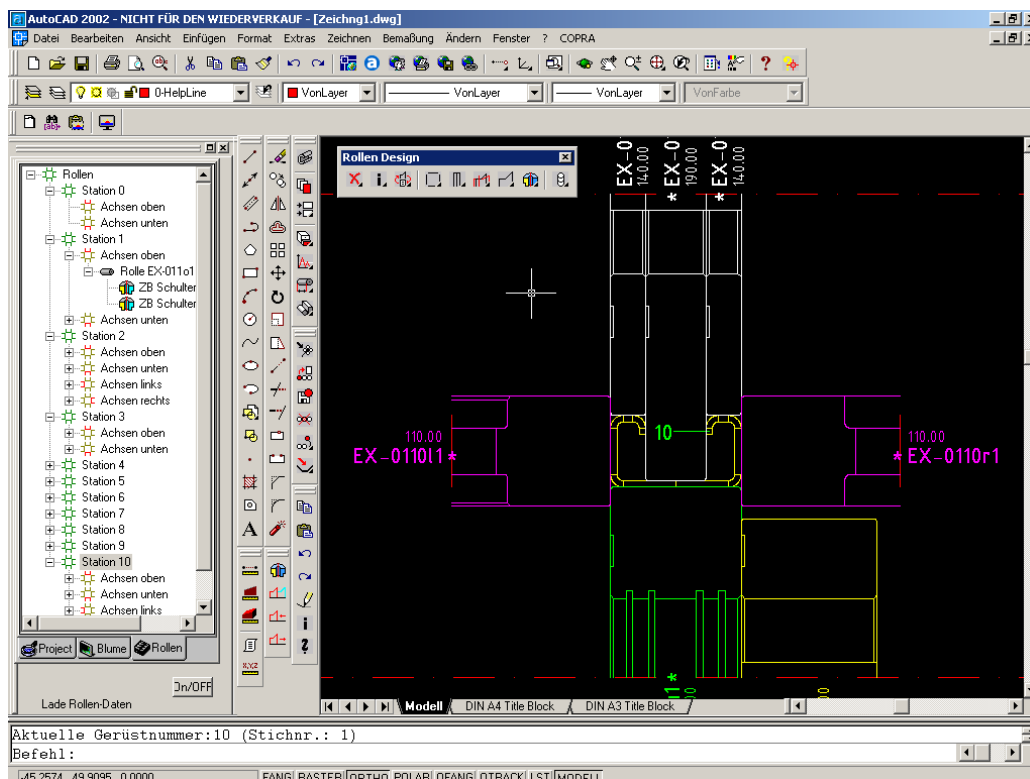 AutoCAD 2002 - NICHT FÜR DEN WIEDERVERKAUF - [Zeichng1.dwg]
Datei Bearbeiten Ansicht Einfügen Format Extras Zeichnen Bemaßung Ändern Fenster ? COPRA
0-HelpLine VonLayer VonLayer VonLayer VonFarbe
Rollen
Station 0
Achsen oben
Achsen unten
Station 1
Achsen oben
Rolle EX-011o1
ZB Schulter
ZB Schulter
Achsen unten
Station 2
Achsen oben
Achsen unten
Achsen links
Achsen rechts
Station 3
Achsen oben
Achsen unten
Station 4
Station 5
Station 6
Station 7
Station 8
Station 9
Station 10
Achsen oben
Achsen unten
Achsen links
Project Blume Rollen
On/OFF
Lade Rollen-Daten
Rollen Design
EX-0
140.00
* EX-0
190.00
* EX-0
140.00
10
110.00
EX-0110l1 *
110.00
* EX-0110r1
Modell DIN A4 Title Block DIN A3 Title Block
Aktuelle Gerüstnummer:10 (Stichnr.: 1)
Befehl:
-45.2574, 49.9095, 0.0000 FANG RASTER ORTHO POLAR OFANG OTRACK LST MODELL